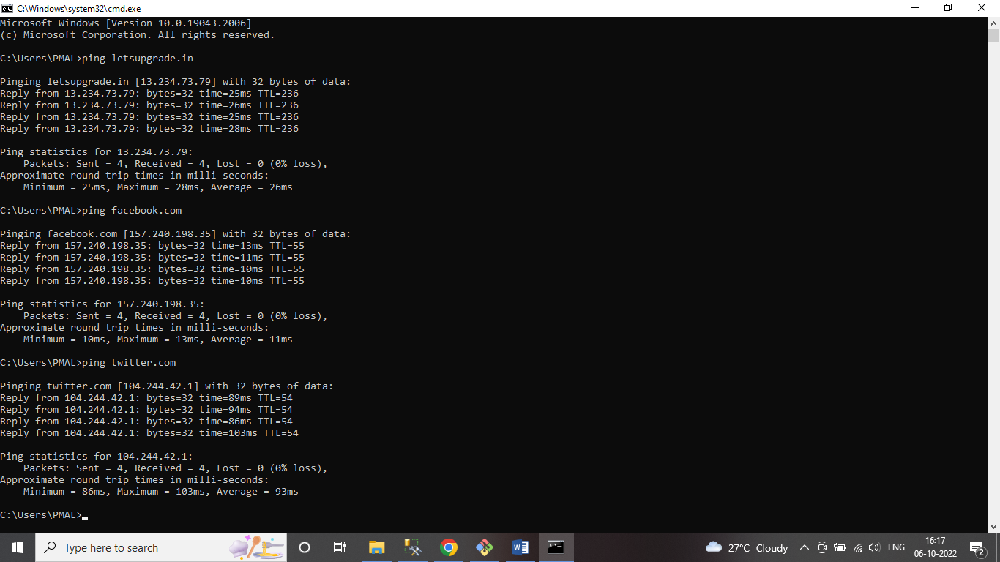 C:\Windows\system32\cmd.exe
Microsoft Windows [Version 10.0.19043.2006]
(c) Microsoft Corporation. All rights reserved.
C:\Users\PMAL>ping letsupgrade.in
Pinging letsupgrade.in [13.234.73.79] with 32 bytes of data:
Reply from 13.234.73.79: bytes=32 time=25ms TTL=236
Reply from 13.234.73.79: bytes=32 time=26ms TTL=236
Reply from 13.234.73.79: bytes=32 time=25ms TTL=236
Reply from 13.234.73.79: bytes=32 time=28ms TTL=236
Ping statistics for 13.234.73.79:
    Packets: Sent = 4, Received = 4, Lost = 0 (0% loss),
Approximate round trip times in milli-seconds:
    Minimum = 25ms, Maximum = 28ms, Average = 26ms
C:\Users\PMAL>ping facebook.com
Pinging facebook.com [157.240.198.35] with 32 bytes of data:
Reply from 157.240.198.35: bytes=32 time=13ms TTL=55
Reply from 157.240.198.35: bytes=32 time=11ms TTL=55
Reply from 157.240.198.35: bytes=32 time=10ms TTL=55
Reply from 157.240.198.35: bytes=32 time=10ms TTL=55
Ping statistics for 157.240.198.35:
    Packets: Sent = 4, Received = 4, Lost = 0 (0% loss),
Approximate round trip times in milli-seconds:
    Minimum = 10ms, Maximum = 13ms, Average = 11ms
C:\Users\PMAL>ping twitter.com
Pinging twitter.com [104.244.42.1] with 32 bytes of data:
Reply from 104.244.42.1: bytes=32 time=89ms TTL=54
Reply from 104.244.42.1: bytes=32 time=94ms TTL=54
Reply from 104.244.42.1: bytes=32 time=86ms TTL=54
Reply from 104.244.42.1: bytes=32 time=103ms TTL=54
Ping statistics for 104.244.42.1:
    Packets: Sent = 4, Received = 4, Lost = 0 (0% loss),
Approximate round trip times in milli-seconds:
    Minimum = 86ms, Maximum = 103ms, Average = 93ms
C:\Users\PMAL>
Type here to search
27°C Cloudy
ENG
16:17
06-10-2022
2